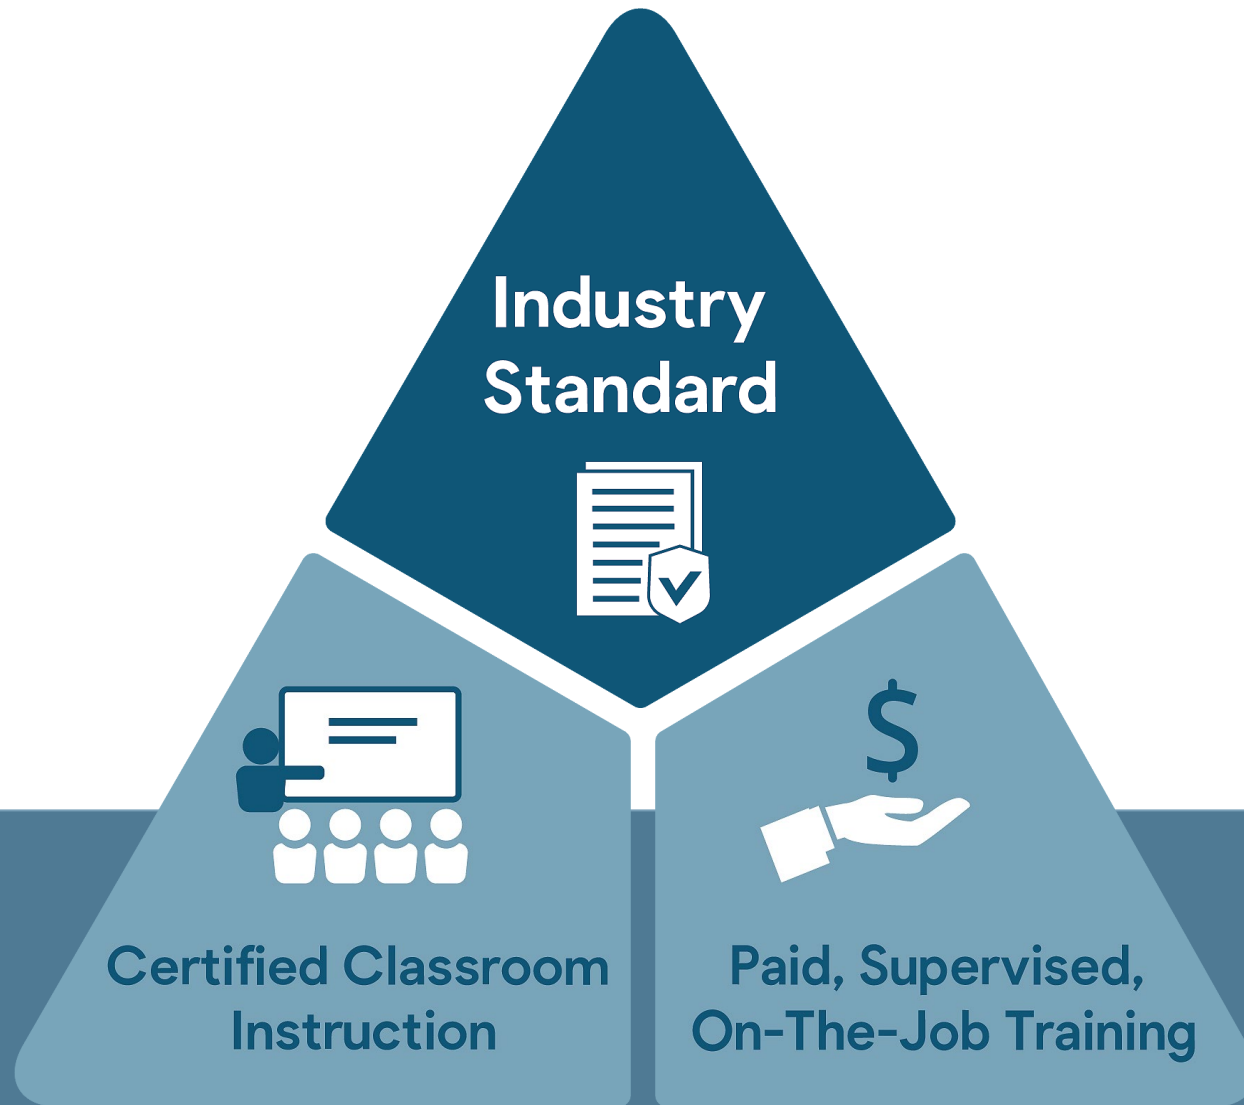 Industry
Standard
$
Certified Classroom
Instruction
Paid, Supervised,
On-The-Job Training